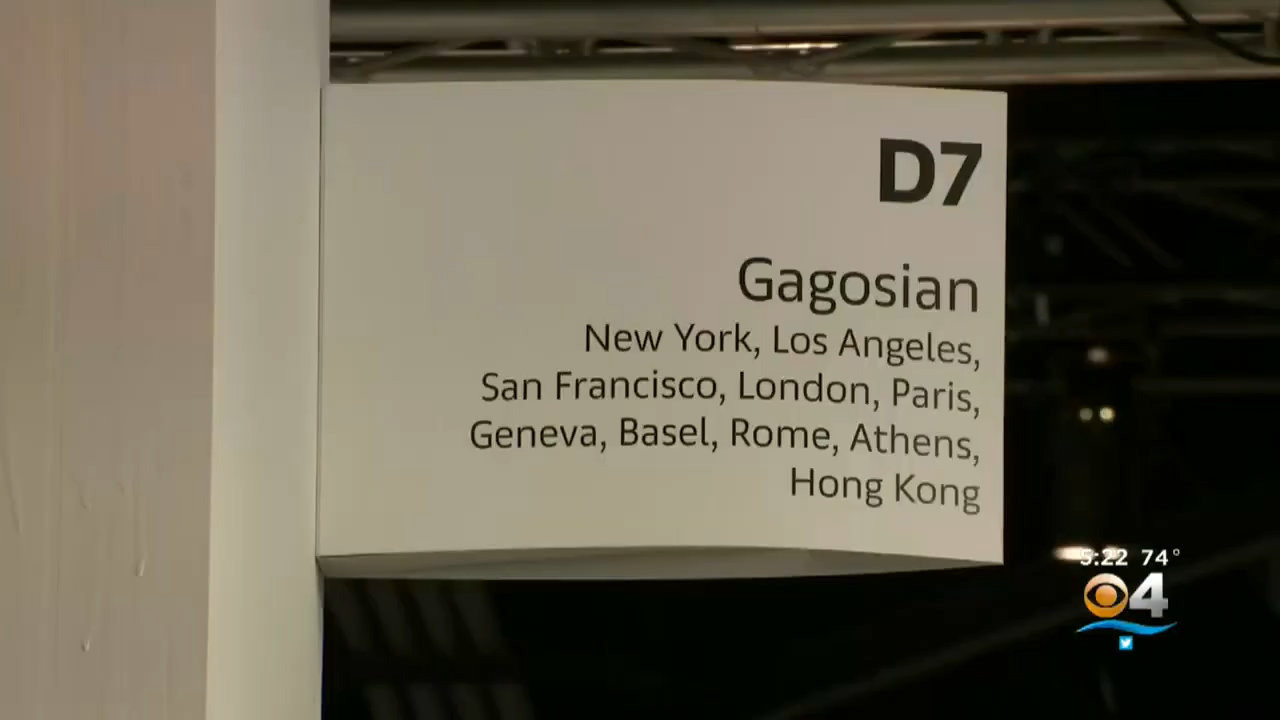 D7
Gagosian
New York, Los Angeles,
San Francisco, London, Paris,
Geneva, Basel, Rome, Athens,
Hong Kong
5:22 74°
4